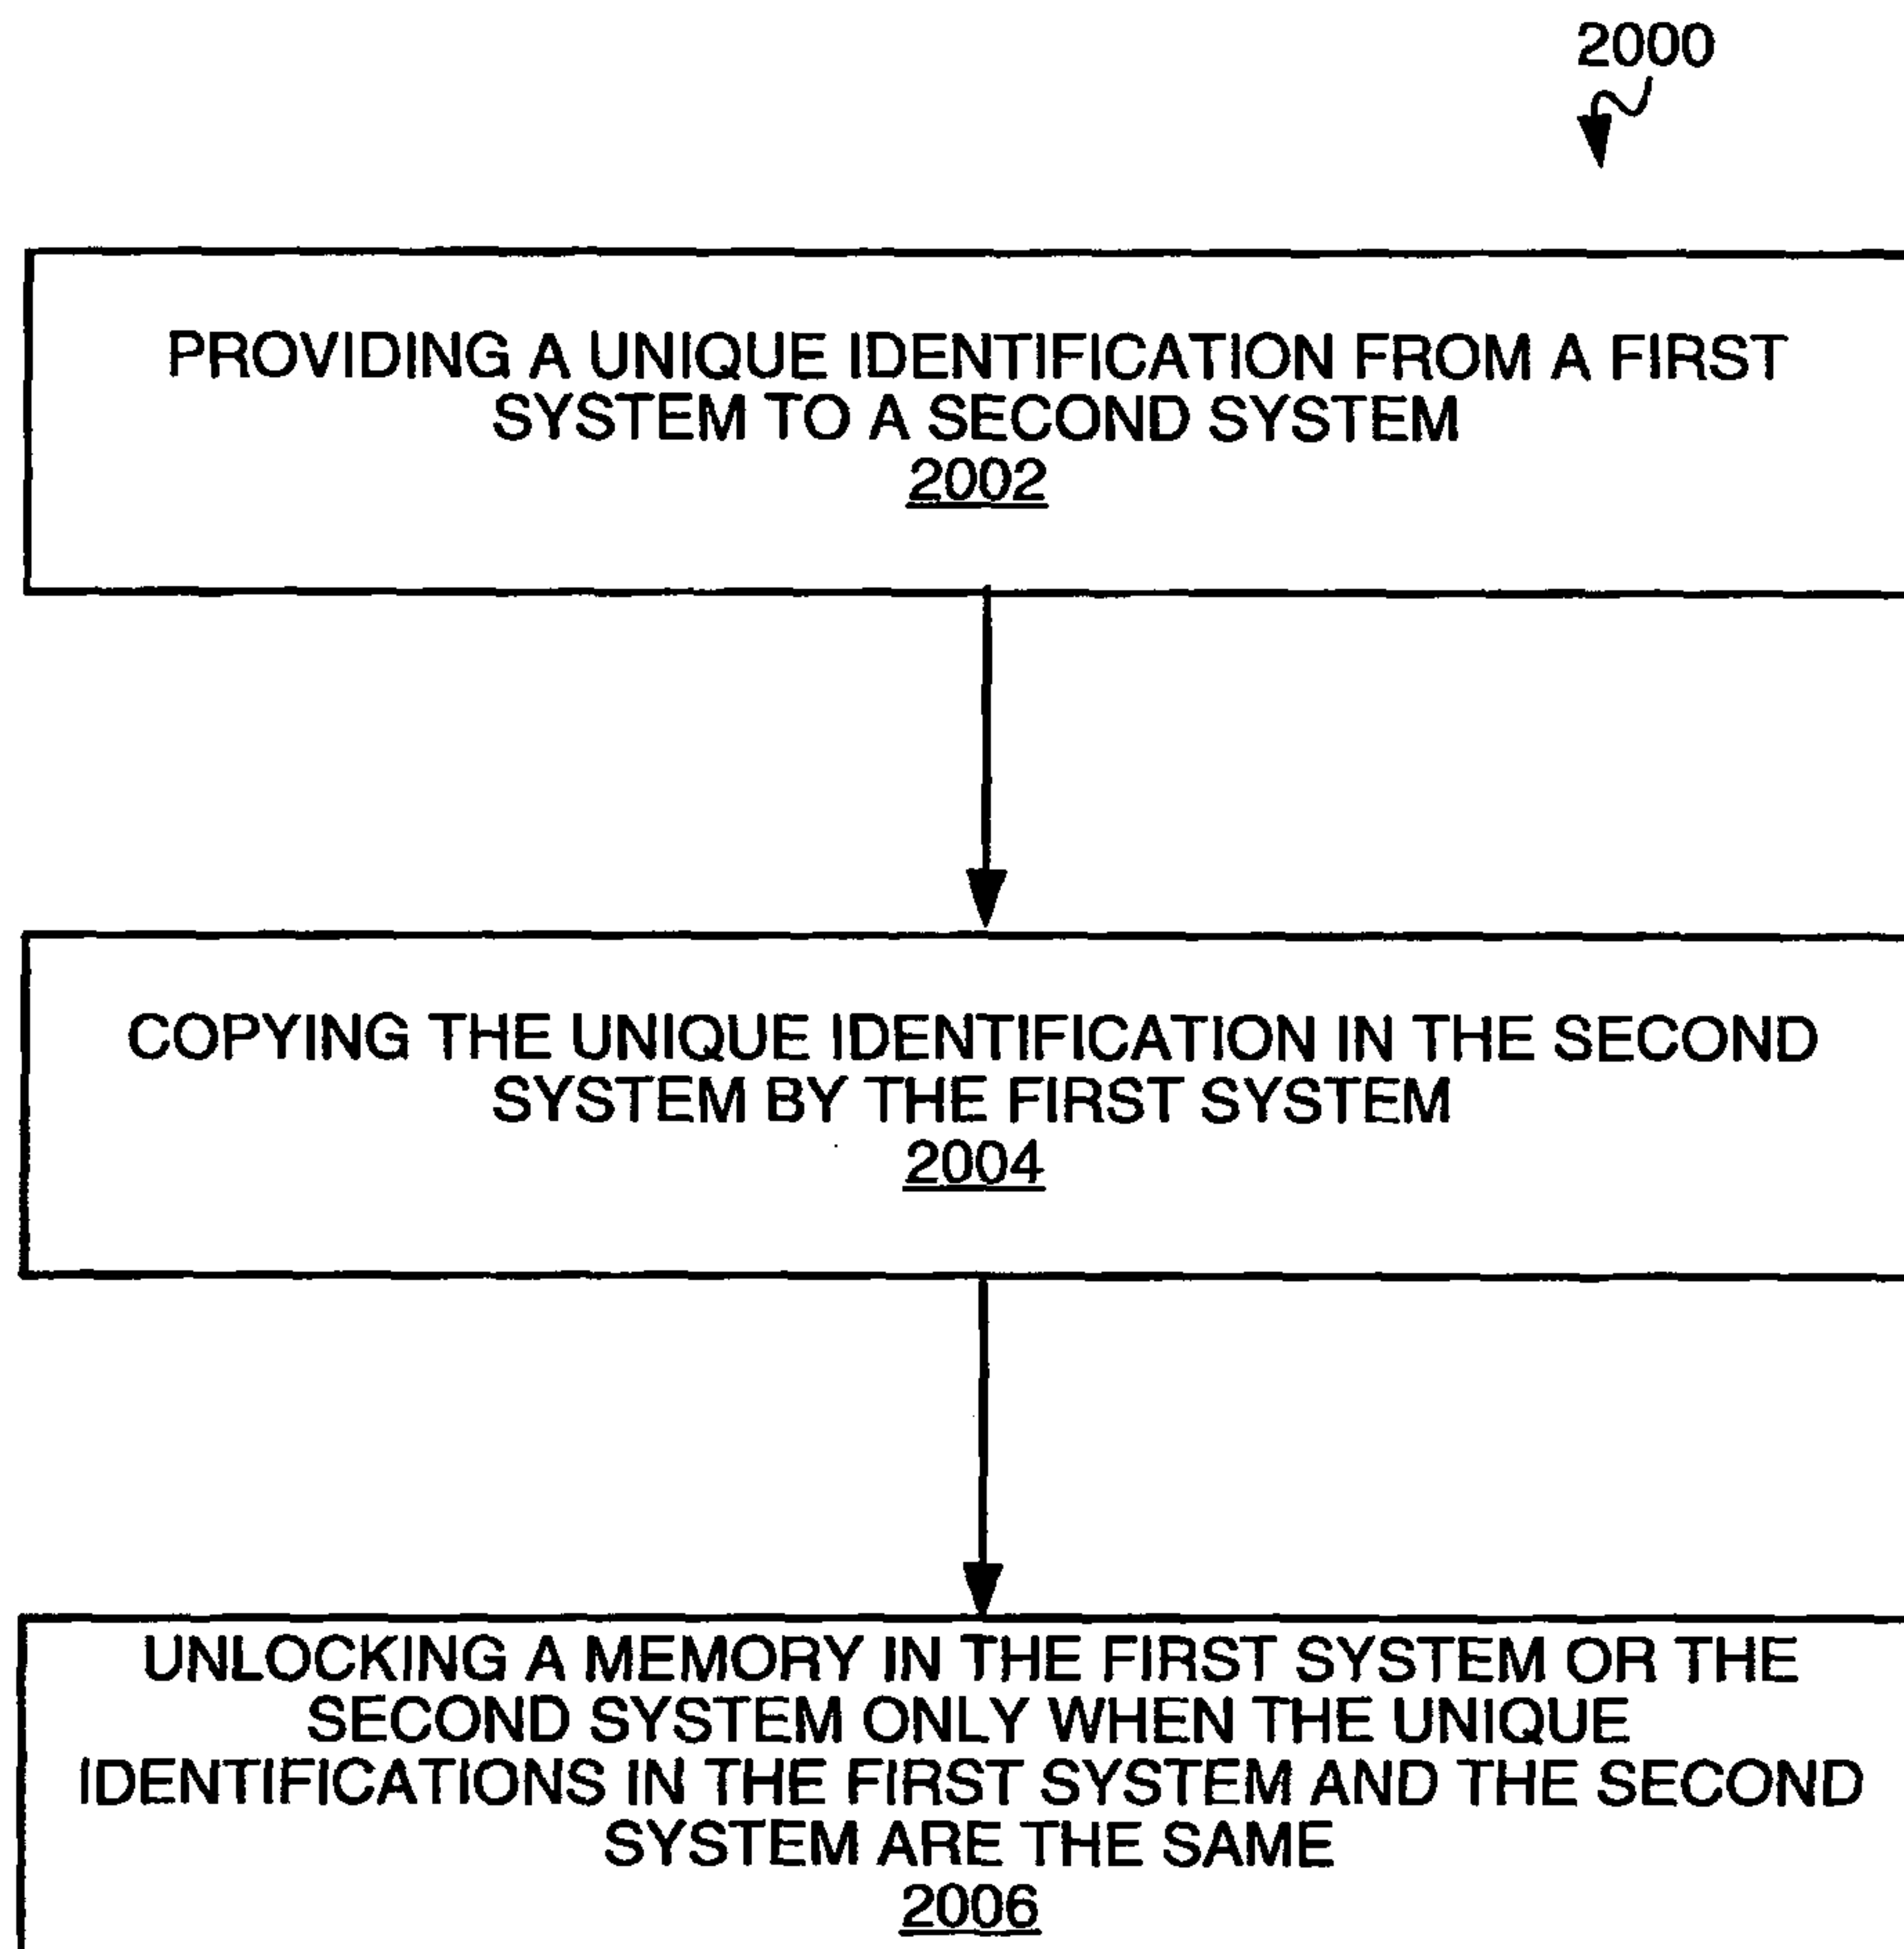 2000
PROVIDING A UNIQUE IDENTIFICATION FROM A FIRST
SYSTEM TO A SECOND SYSTEM
2002
COPYING THE UNIQUE IDENTIFICATION IN THE SECOND
SYSTEM BY THE FIRST SYSTEM
2004
UNLOCKING A MEMORY IN THE FIRST SYSTEM OR THE
SECOND SYSTEM ONLY WHEN THE UNIQUE
IDENTIFICATIONS IN THE FIRST SYSTEM AND THE SECOND
SYSTEM ARE THE SAME
2006